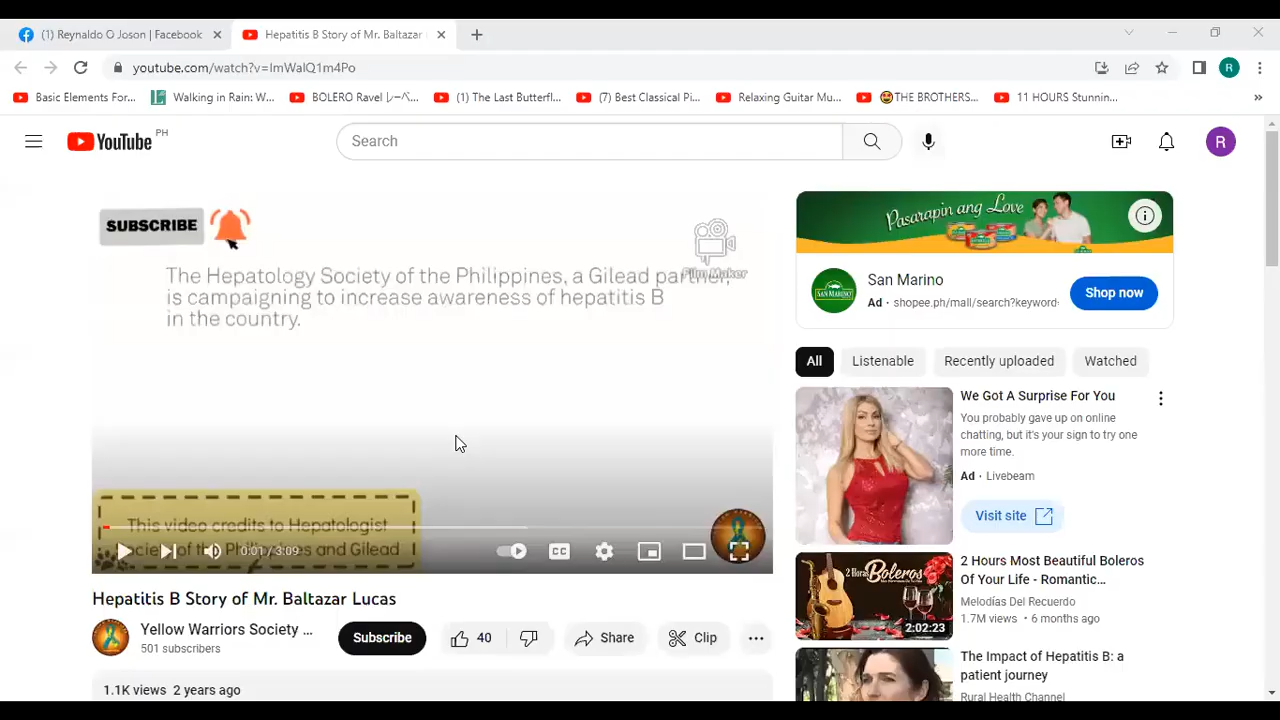 (1) Reynaldo O Joson | Facebook
Hepatitis B Story of Mr. Baltazar
youtube.com/watch?v=ImWalQ1m4Po
R
Basic Elements For...
Walking in Rain: W...
BOLERO Ravel レーベ...
(1) The Last Butterfl...
(7) Best Classical Pi...
Relaxing Guitar Mu...
THE BROTHERS...
11 HOURS Stunnin...
YouTube PH
Search
R
SUBSCRIBE
Film Maker
The Hepatology Society of the Philippines, a Gilead partner,
is campaigning to increase awareness of hepatitis B
in the country.
This video credits to Hepatologist
Society of the Philippines and Gilead
0:01 / 3:09
CC
Hepatitis B Story of Mr. Baltazar Lucas
Yellow Warriors Society ...
501 subscribers
Subscribe
40
Share
Clip
1.1K views 2 years ago
Pasarapin ang Love
San Marino
SAN MARINO
Ad • shopee.ph/mall/search?keyword
Shop now
All
Listenable
Recently uploaded
Watched
We Got A Surprise For You
You probably gave up on online
chatting, but it's your sign to try one
more time.
Ad • Livebeam
Visit site
2 Horas Boleros
2:02:23
2 Hours Most Beautiful Boleros
Of Your Life - Romantic...
Melodías Del Recuerdo
1.7M views • 6 months ago
The Impact of Hepatitis B: a
patient journey
Rural Health Channel